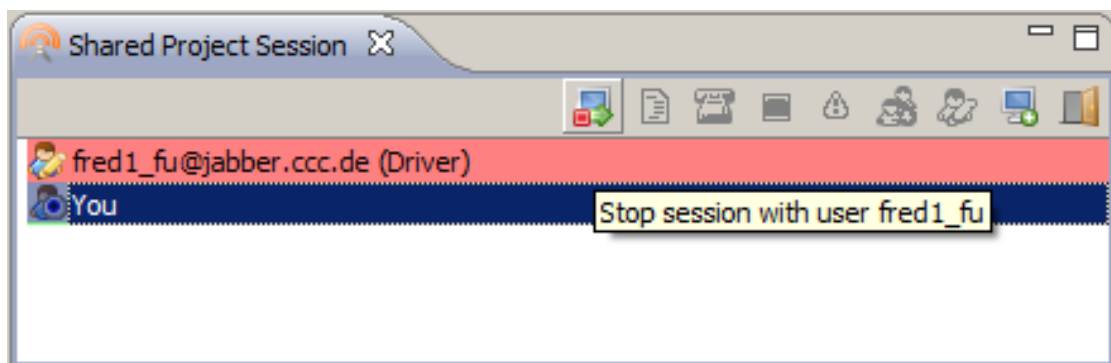 Shared Project Session
fred1_fu@jabber.ccc.de (Driver)
You
Stop session with user fred1_fu